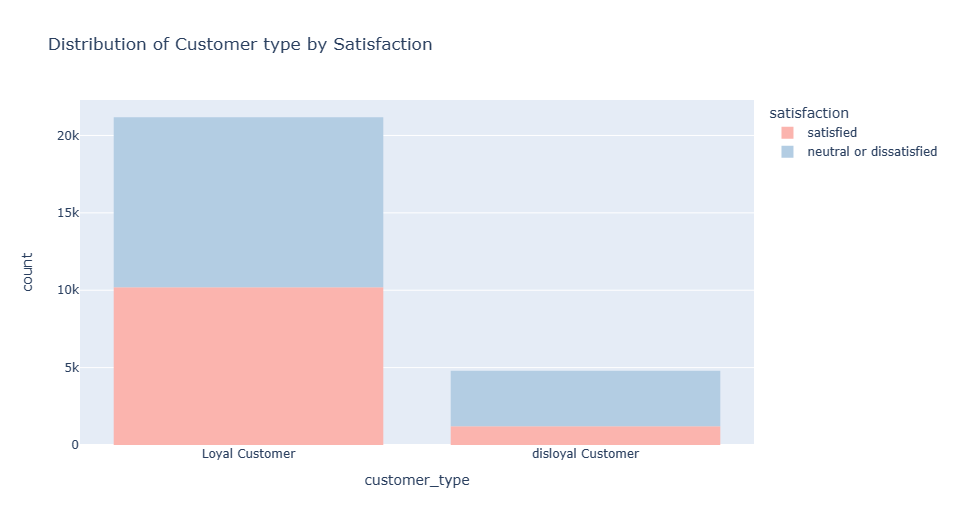 Distribution of Customer type by Satisfaction
satisfaction
satisfied
neutral or dissatisfied
20k
15k
10k
5k
0
count
Loyal Customer
disloyal Customer
customer_type